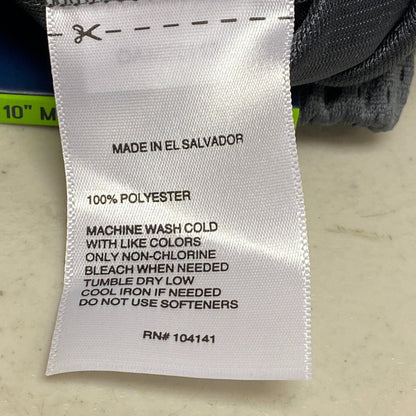 10" M
MADE IN EL SALVADOR
100% POLYESTER
MACHINE WASH COLD
WITH LIKE COLORS
ONLY NON-CHLORINE
BLEACH WHEN NEEDED
TUMBLE DRY LOW
COOL IRON IF NEEDED
DO NOT USE SOFTENERS
RN# 104141